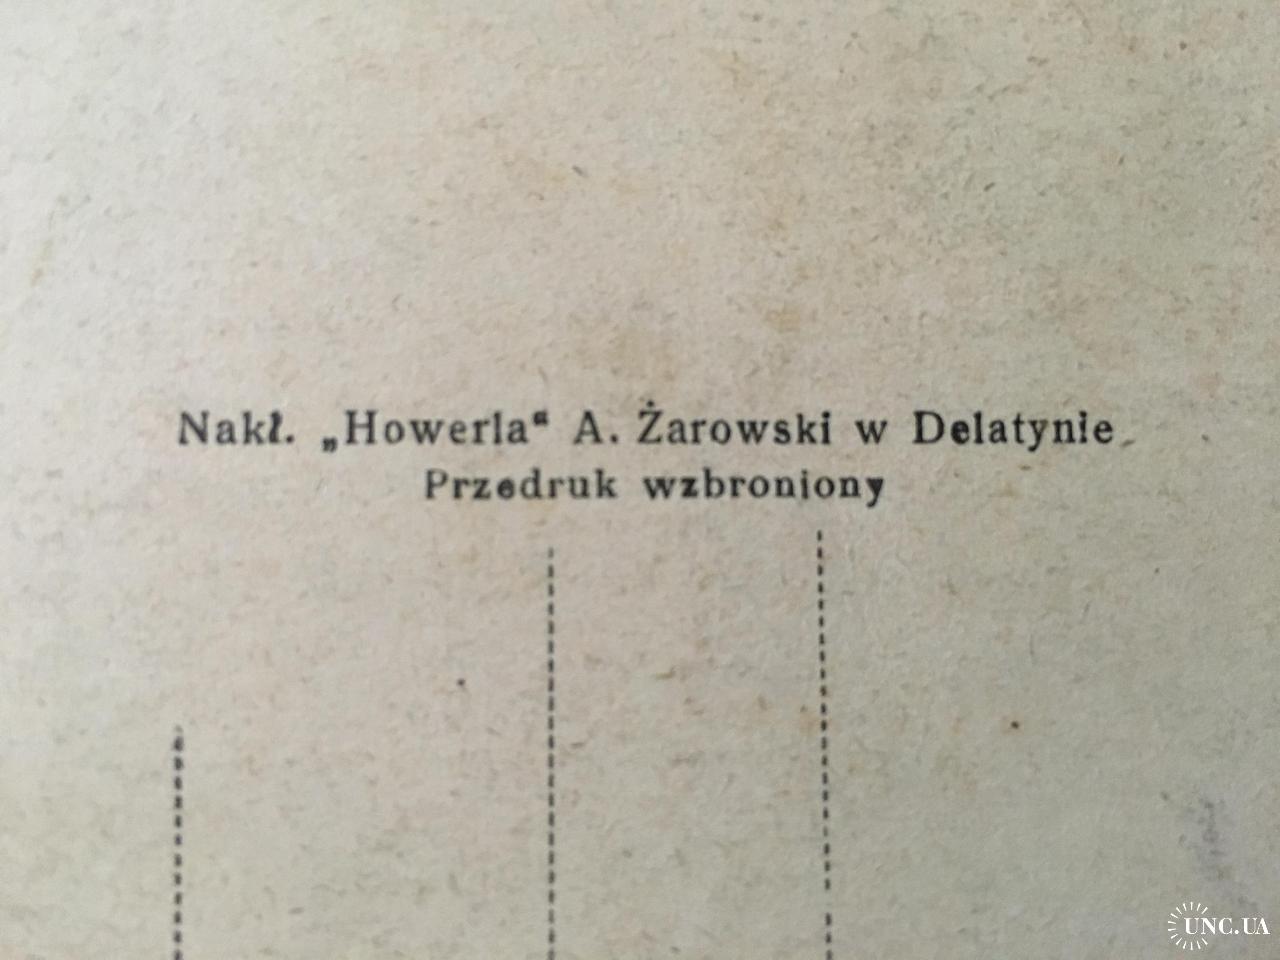 Nakł. „Howerla“ A. Żarowski w Delatynie
Przedruk wzbroniony
UNC.UA